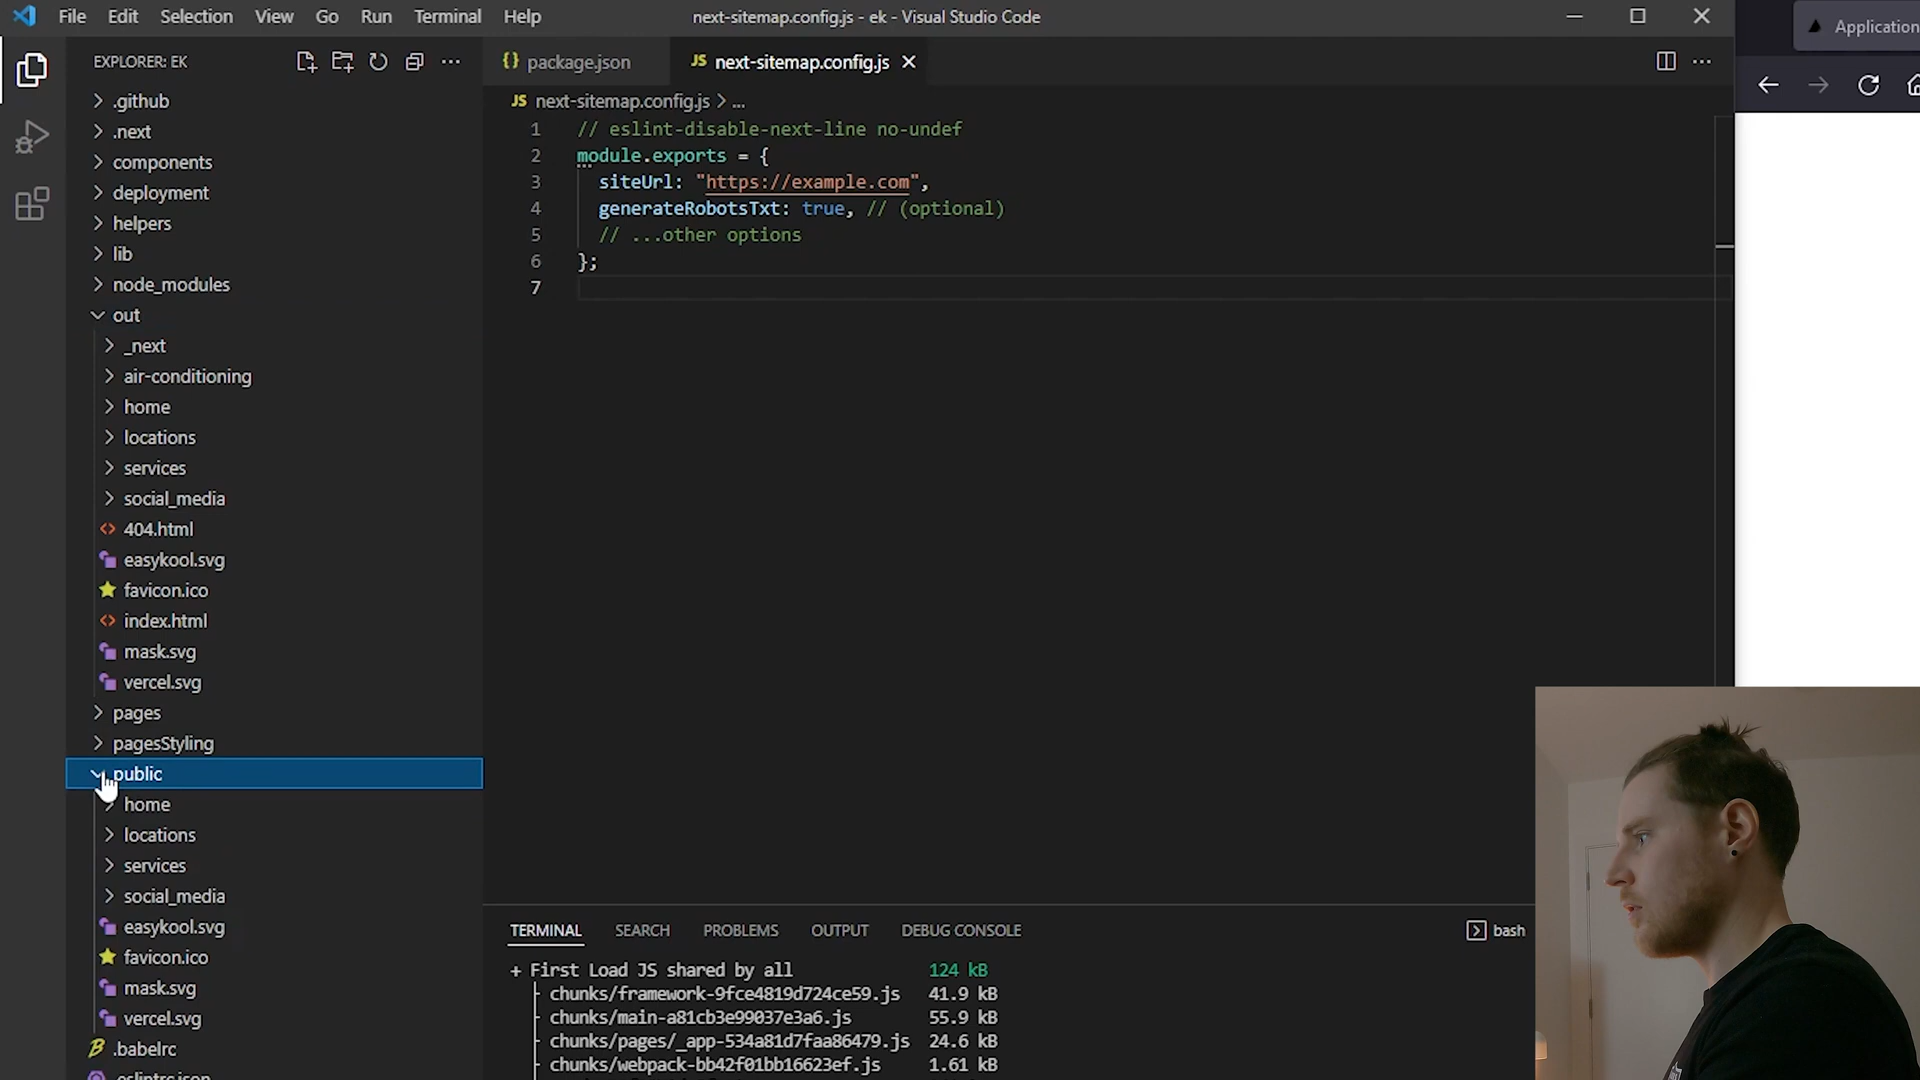 File Edit Selection View Go Run Terminal Help
next-sitemap.config.js - ek - Visual Studio Code
Application
EXPLORER: EK
package.json
JS next-sitemap.config.js
JS next-sitemap.config.js > ...
.github
.next
components
deployment
helpers
lib
node_modules
out
_next
air-conditioning
home
locations
services
social_media
404.html
easykool.svg
favicon.ico
index.html
mask.svg
vercel.svg
pages
pagesStyling
public
home
locations
services
social_media
easykool.svg
favicon.ico
mask.svg
vercel.svg
.babelrc
.eslintrc.json
1 // eslint-disable-next-line no-undef
2 module.exports = {
3 siteUrl: "https://example.com",
4 generateRobotsTxt: true, // (optional)
5 // ...other options
6 };
7
TERMINAL SEARCH PROBLEMS OUTPUT DEBUG CONSOLE
bash
+ First Load JS shared by all 124 kB
├ chunks/framework-9fce4819d724ce59.js 41.9 kB
├ chunks/main-a81cb3e99037e3a6.js 55.9 kB
├ chunks/pages/_app-534a81d7faa86479.js 24.6 kB
├ chunks/webpack-bb42f01bb16623ef.js 1.61 kB